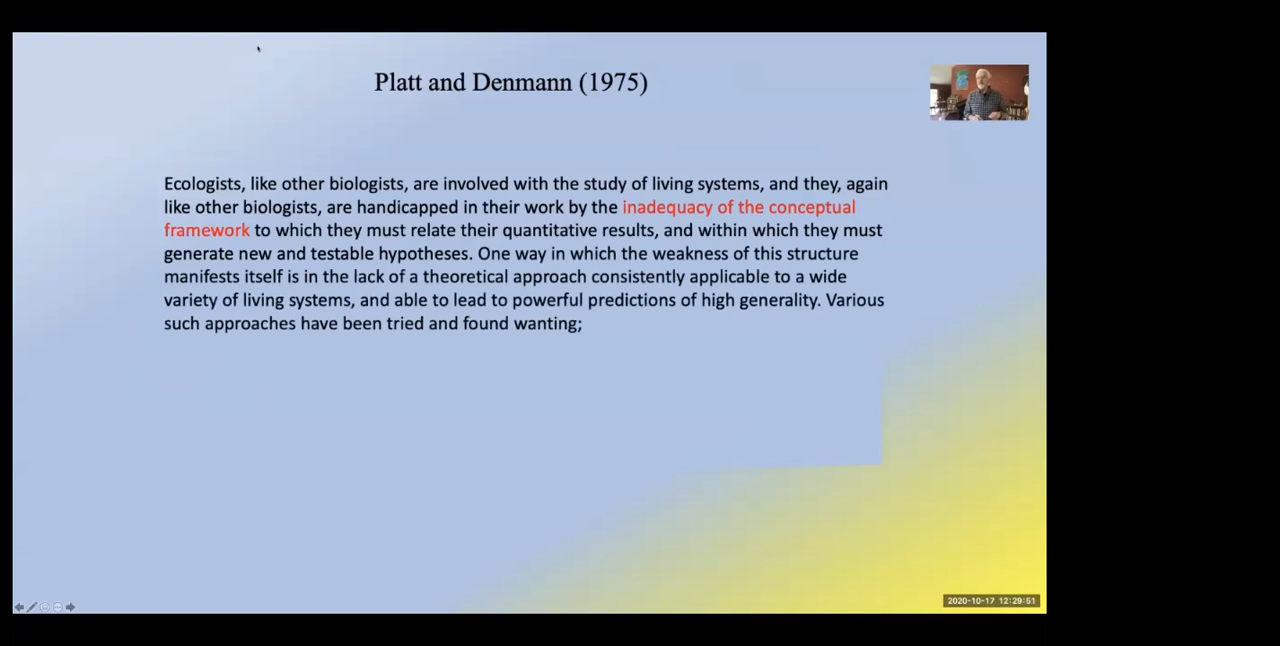 Platt and Denmann (1975)
Ecologists, like other biologists, are involved with the study of living systems, and they, again
like other biologists, are handicapped in their work by the inadequacy of the conceptual
framework to which they must relate their quantitative results, and within which they must
generate new and testable hypotheses. One way in which the weakness of this structure
manifests itself is in the lack of a theoretical approach consistently applicable to a wide
variety of living systems, and able to lead to powerful predictions of high generality. Various
such approaches have been tried and found wanting;
2020-10-17 12:29:51